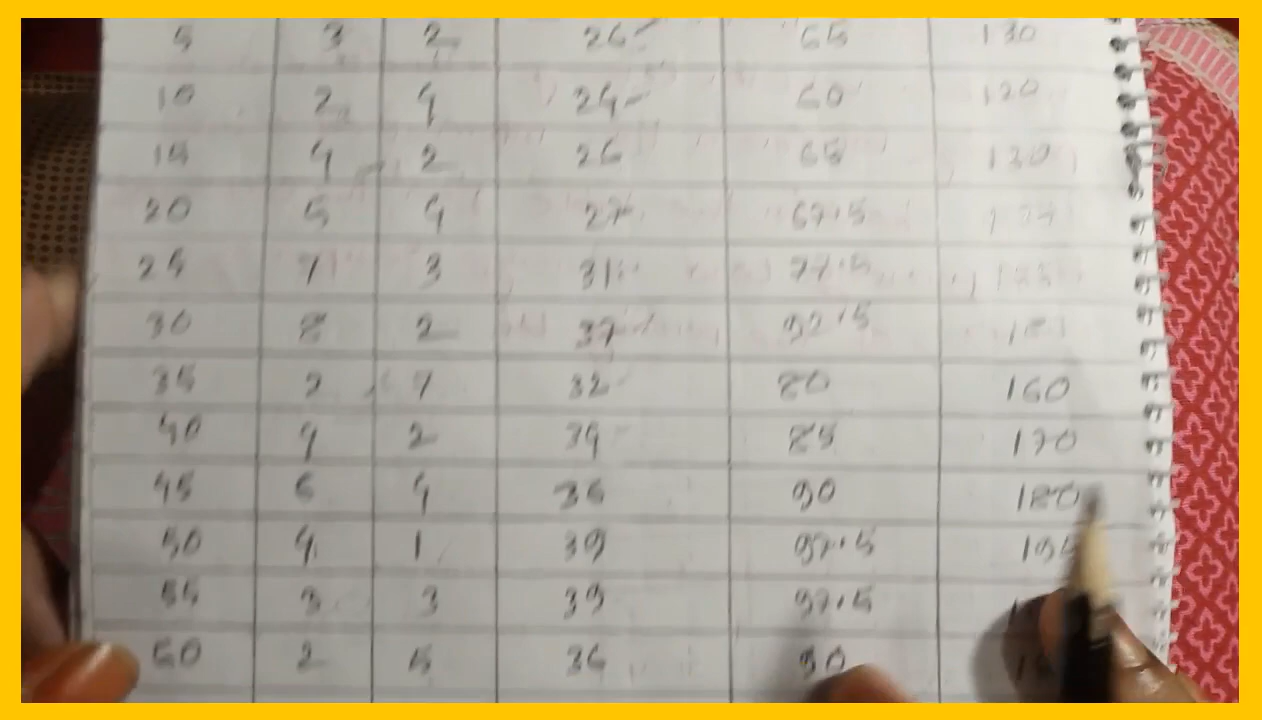 5 3 2 26 65 130
10 2 4 24 60 120
15 4 2 26 65 130
20 5 4 27 67.5
25 7 3 31 77.5
30 8 2 37 92.5
35 2 7 32 80 160
40 4 2 34 85 170
45 6 4 36 90 180
50 4 1 39 97.5 195
55 3 3 39 97.5
60 2 5 36 90